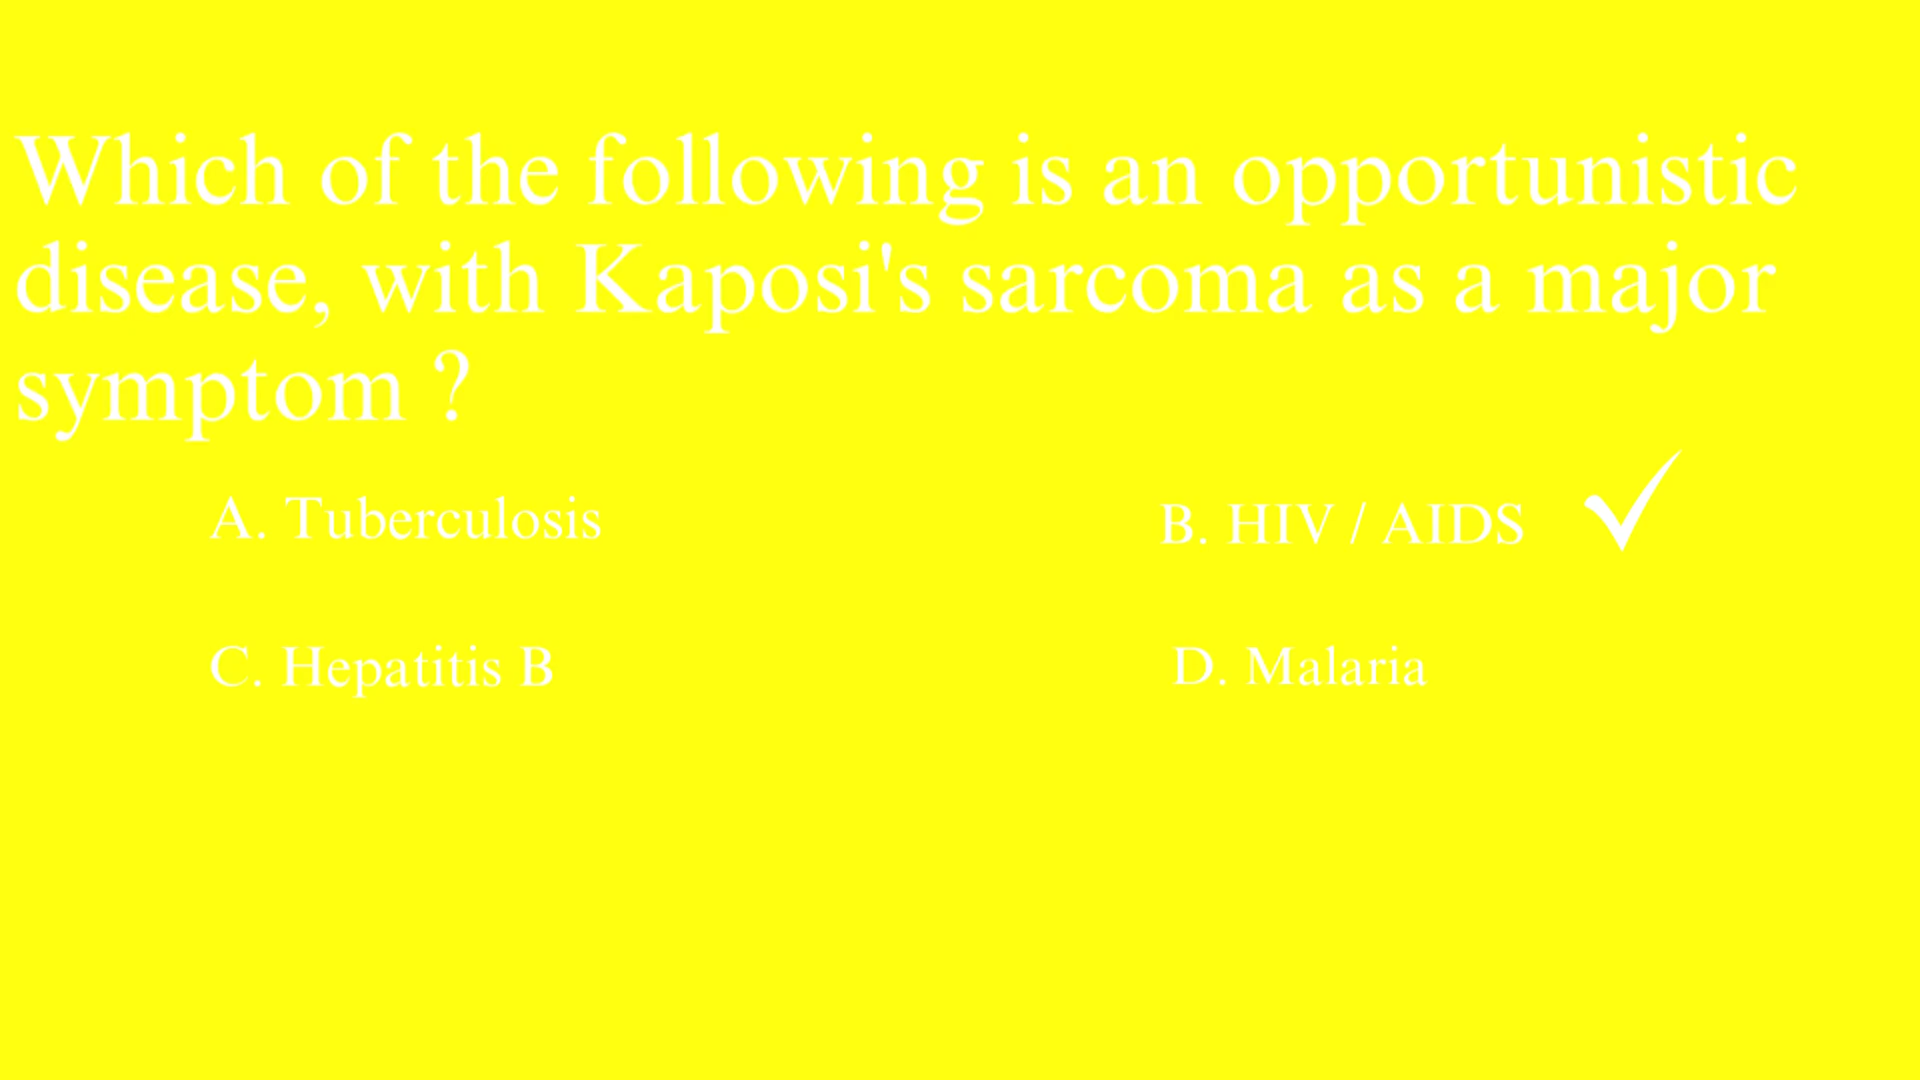 Which of the following is an opportunistic
disease, with Kaposi's sarcoma as a major
symptom ?
A. Tuberculosis
B. HIV / AIDS ✓
C. Hepatitis B
D. Malaria